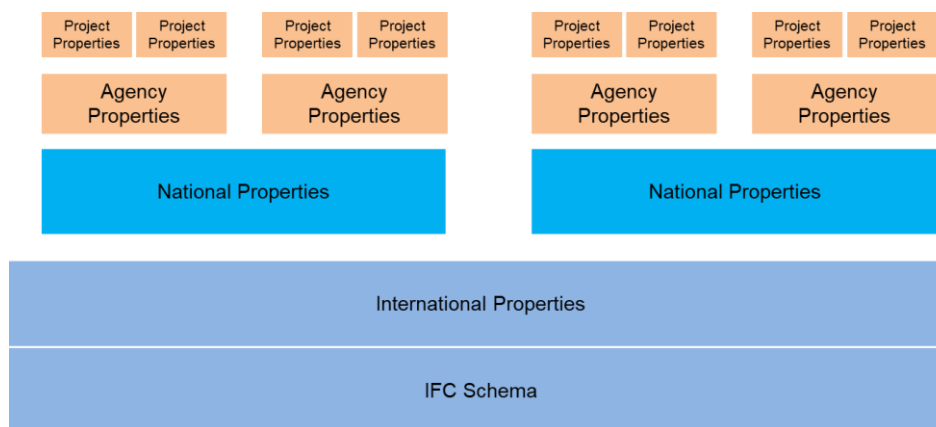 Project Project Project Project Project Project Project Project
Properties Properties Properties Properties Properties Properties Properties Properties
Agency Agency Agency Agency
Properties Properties Properties Properties
National Properties National Properties
International Properties
IFC Schema